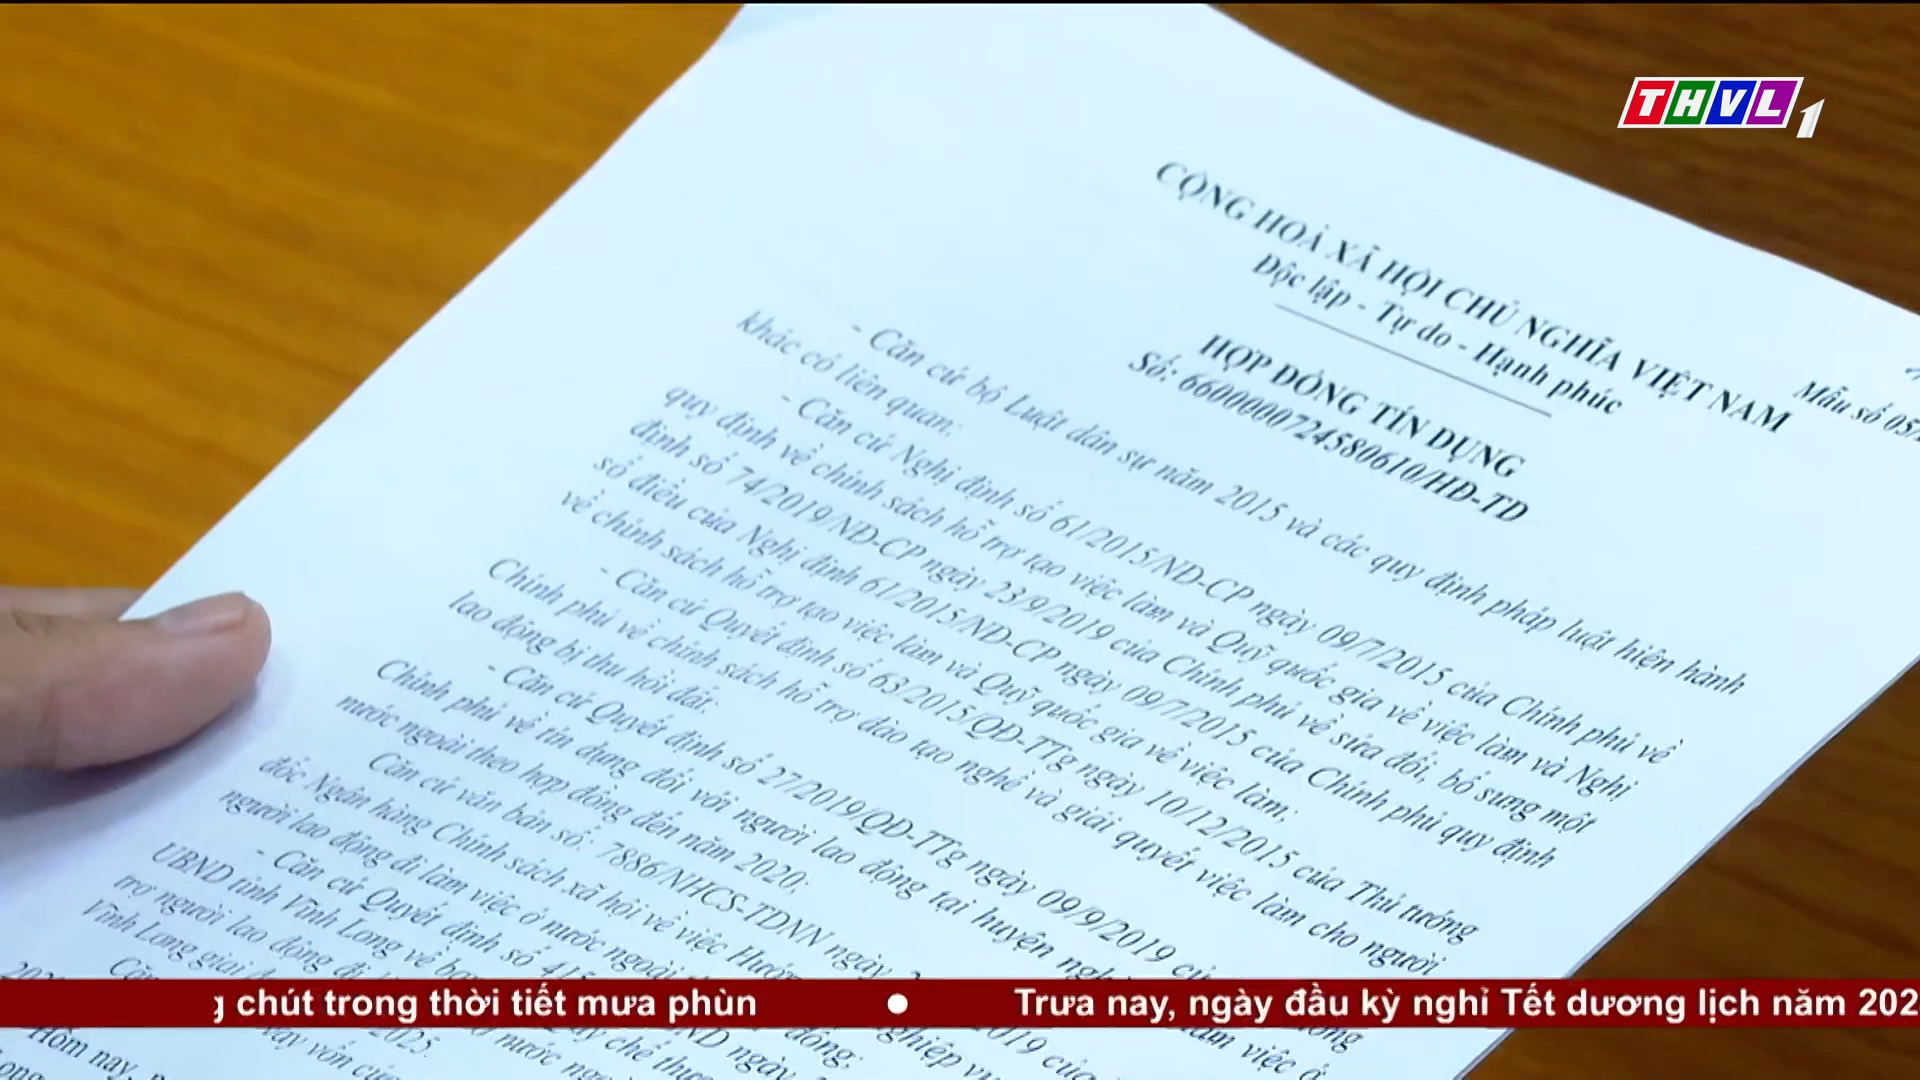 THVL1
CỘNG HOÀ XÃ HỘI CHỦ NGHĨA VIỆT NAM
Độc lập - Tự do - Hạnh phúc
Mẫu số 05/
HỢP ĐỒNG TÍN DỤNG
Số: 6600000724580610/HĐ-TD
- Căn cứ bộ Luật dân sự năm 2015 và các quy định pháp luật hiện hành
khác có liên quan;
- Căn cứ Nghị định số 61/2015/NĐ-CP ngày 09/7/2015 của Chính phủ về
quy định về chính sách hỗ trợ tạo việc làm và Quỹ quốc gia về việc làm và Nghị
định số 74/2019/NĐ-CP ngày 23/9/2019 của Chính phủ về sửa đổi, bổ sung một
số điều của Nghị định 61/2015/NĐ-CP ngày 09/7/2015 của Chính phủ quy định
về chính sách hỗ trợ tạo việc làm và Quỹ quốc gia về việc làm;
- Căn cứ Quyết định số 63/2015/QĐ-TTg ngày 10/12/2015 của Thủ tướng
Chính phủ về chính sách hỗ trợ đào tạo nghề và giải quyết việc làm cho người
lao động bị thu hồi đất;
- Căn cứ Quyết định số 27/2019/QĐ-TTg ngày 09/9/2019
Chính phủ về tín dụng đối với người lao động tại huyện
nước ngoài theo hợp đồng đến năm 2020;
Căn cứ văn bản số: 7886/NHCS-TDNN ngày
đốc Ngân hàng Chính sách xã hội về việc
người lao động đi làm việc ở nước ngoài
- Căn cứ Quyết định số
UBND tỉnh Vĩnh Long về
trợ người lao động đi
Vĩnh Long giai
2025.
Hôm nay,
chút trong thời tiết mưa phùn ● Trưa nay, ngày đầu kỳ nghỉ Tết dương lịch năm 202